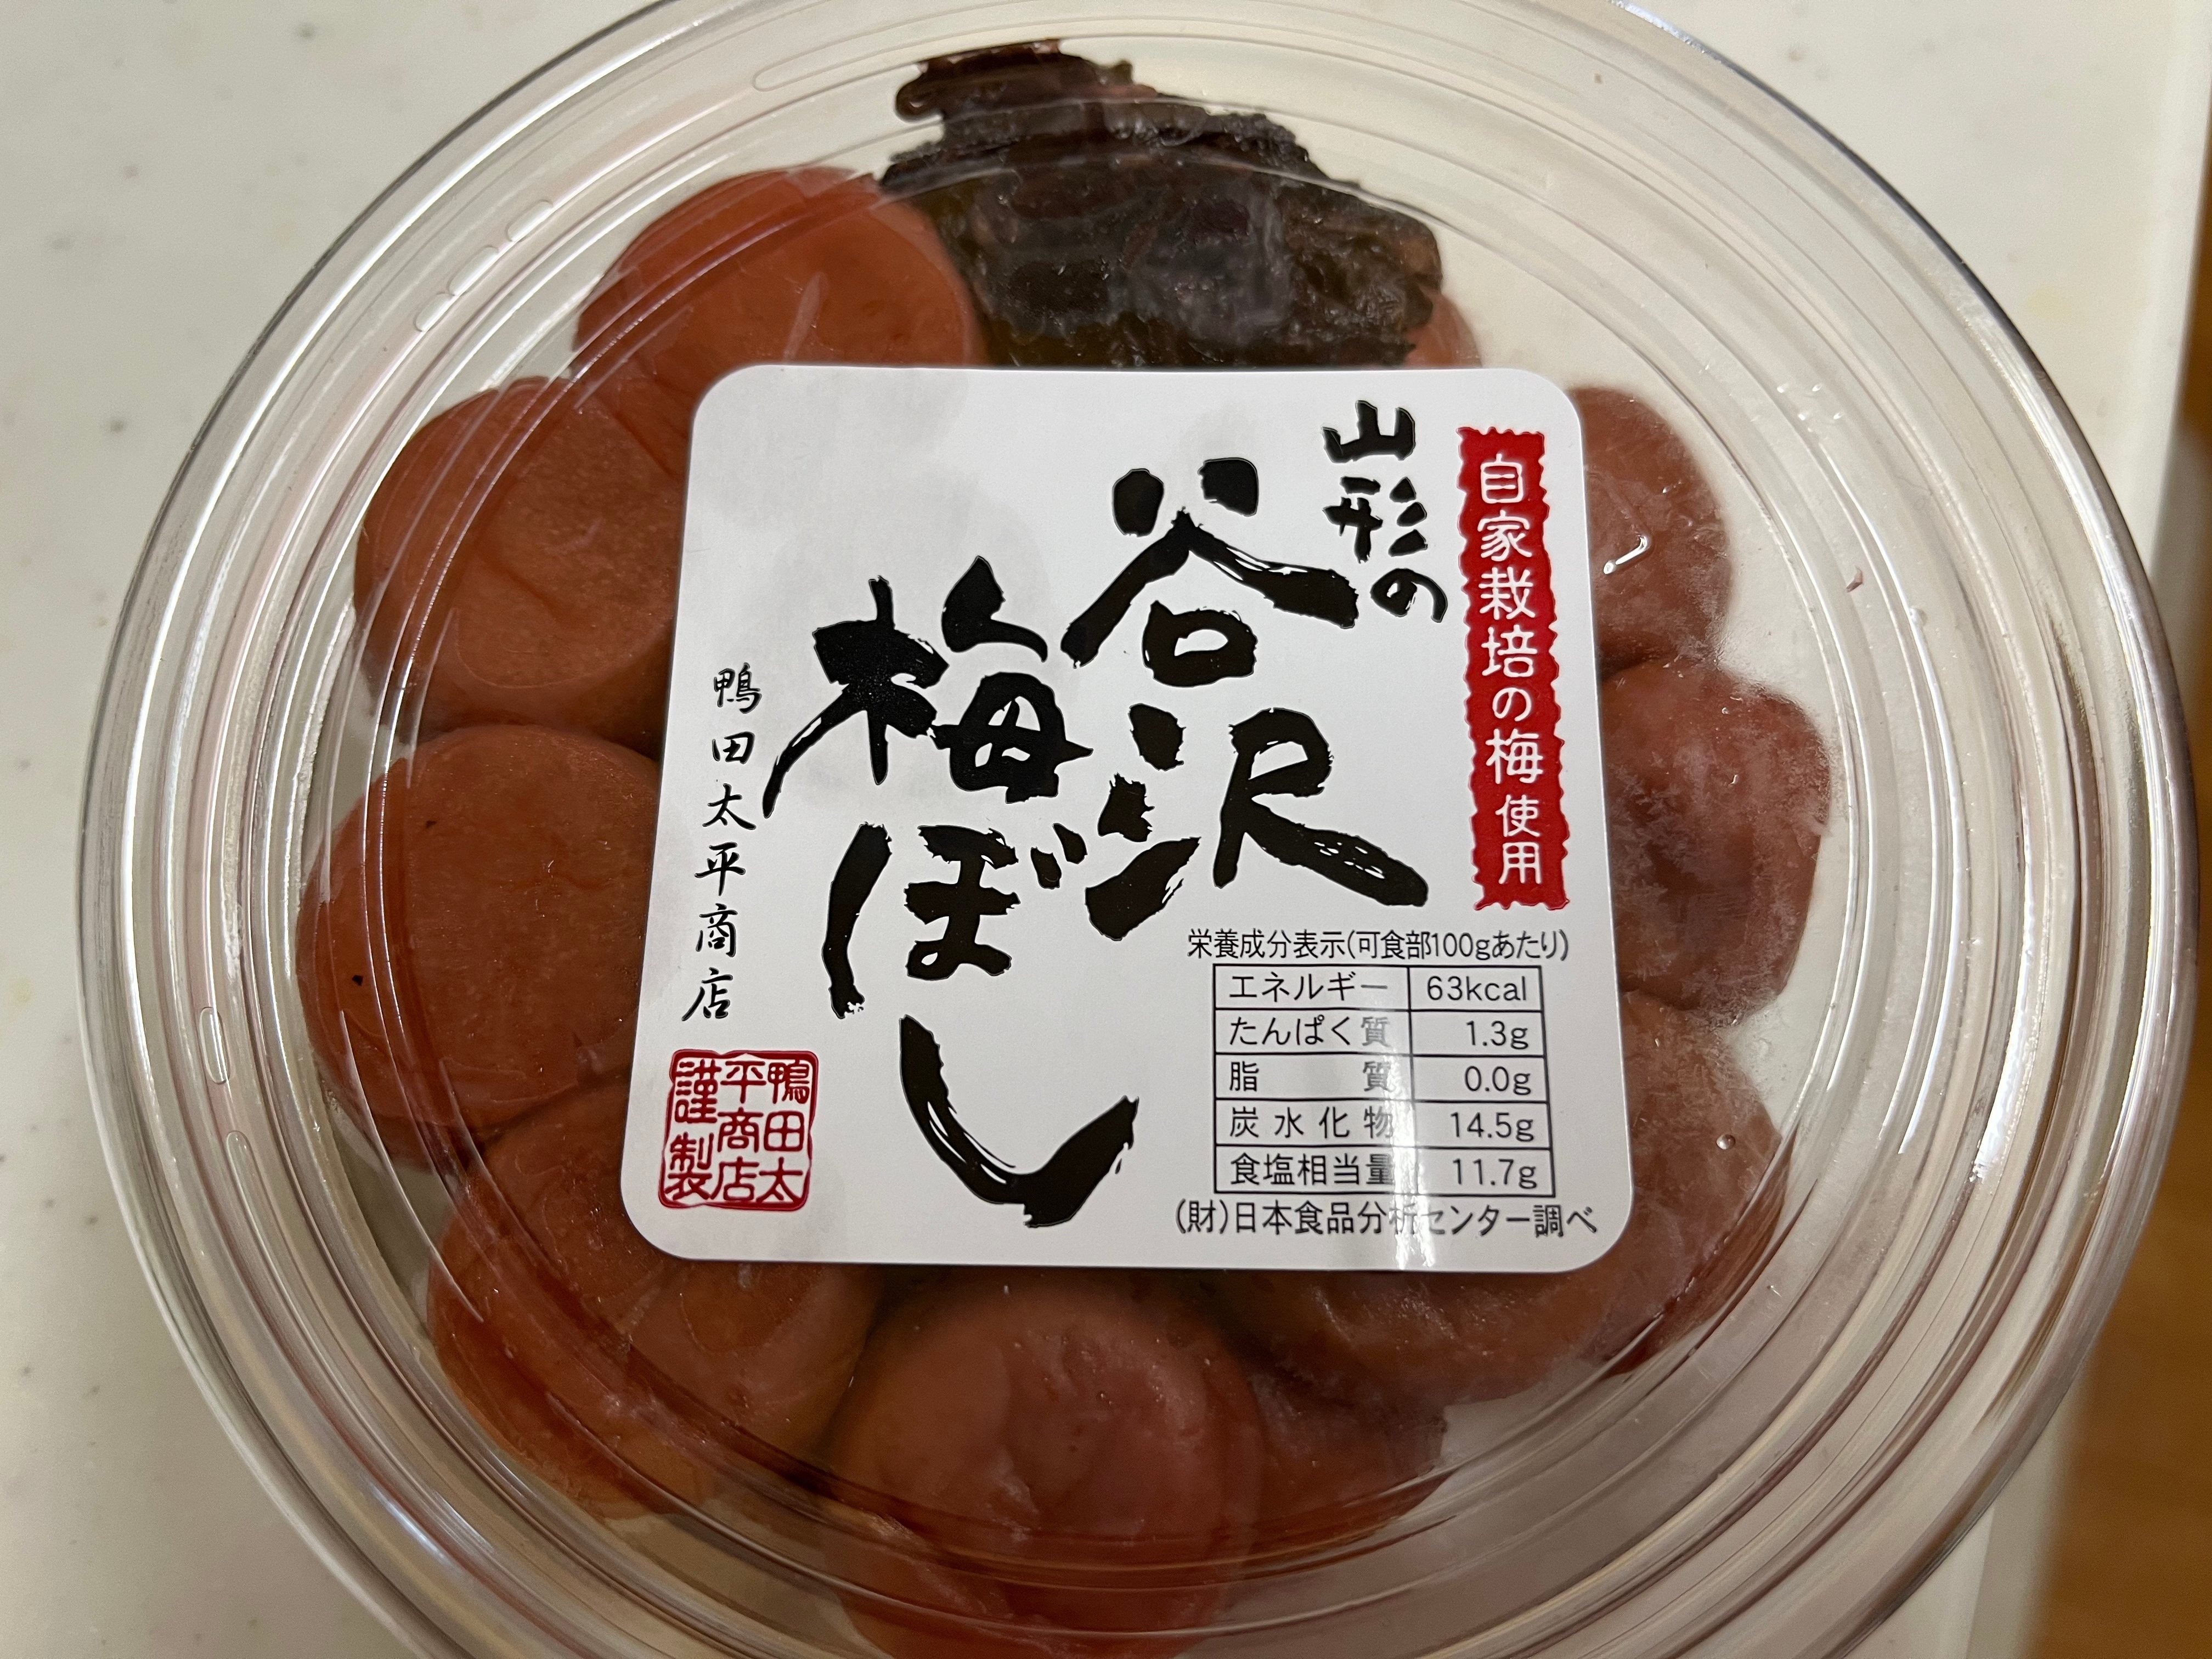 自家栽培の梅使用
山形の
谷沢
梅ぼし
鴨田太平商店
鴨田太
平商店
謹製
栄養成分表示(可食部100gあたり)
エネルギー 63kcal
たんぱく質 1.3g
脂質 0.0g
炭水化物 14.5g
食塩相当量 11.7g
(財)日本食品分析センター調べ